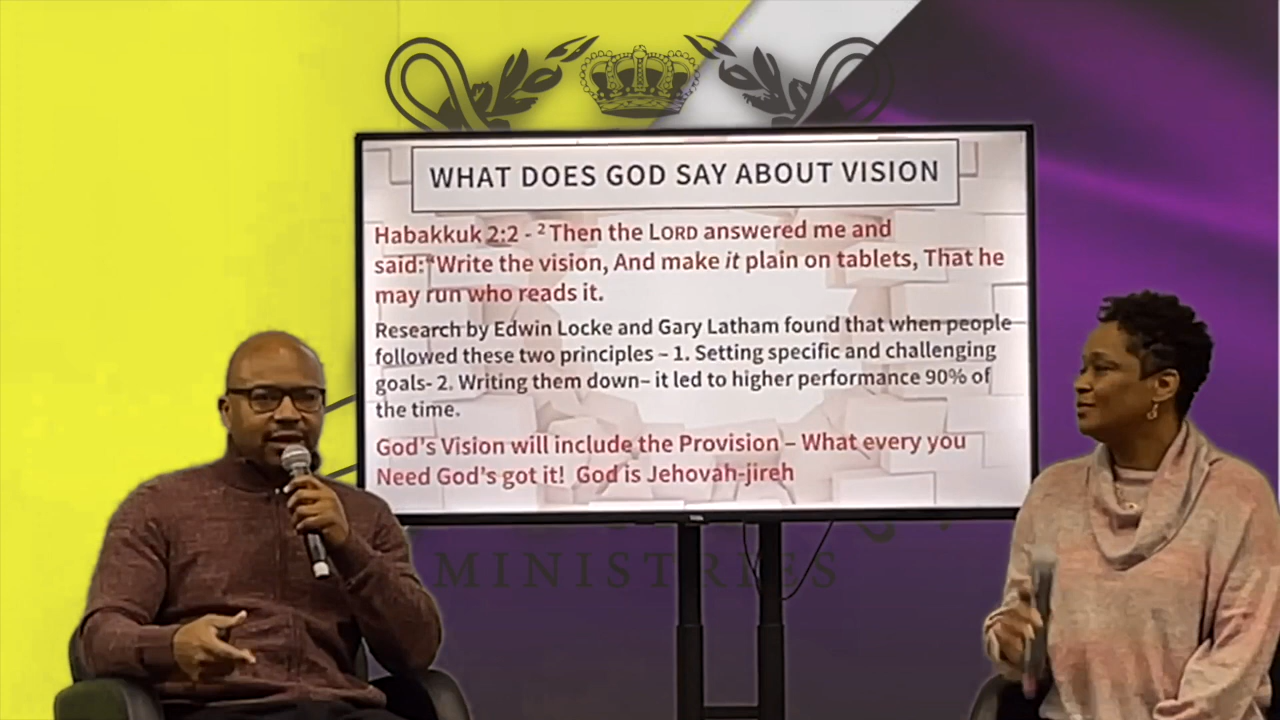 WHAT DOES GOD SAY ABOUT VISION
Habakkuk 2:2 - ² Then the LORD answered me and
said: “Write the vision, And make it plain on tablets, That he
may run who reads it.
Research by Edwin Locke and Gary Latham found that when people
followed these two principles – 1. Setting specific and challenging
goals- 2. Writing them down– it led to higher performance 90% of
the time.
God's Vision will include the Provision – What every you
Need God's got it! God is Jehovah-jireh
MINISTRIES